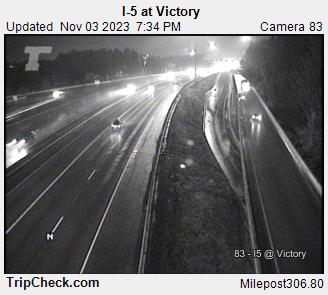 I-5 at Victory
Updated Nov 03 2023 7:34 PM Camera 83
T
N
83 - I5 @ Victory
TripCheck.com Milepost306.80